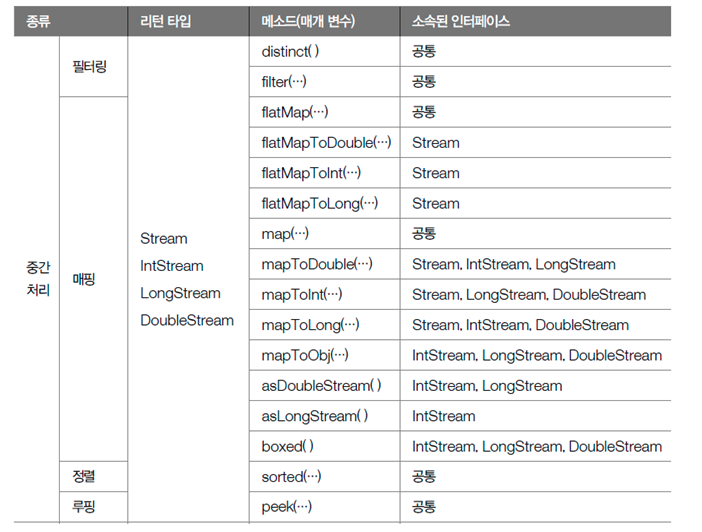 종류 리턴 타입 메소드(매개 변수) 소속된 인터페이스
중간
처리
필터링
Stream
IntStream
LongStream
DoubleStream
distinct( ) 공통
filter(…) 공통
매핑
flatMap(…) 공통
flatMapToDouble(…) Stream
flatMapToInt(…) Stream
flatMapToLong(…) Stream
map(…) 공통
mapToDouble(…) Stream, IntStream, LongStream
mapToInt(…) Stream, LongStream, DoubleStream
mapToLong(…) Stream, IntStream, DoubleStream
mapToObj(…) IntStream, LongStream, DoubleStream
asDoubleStream( ) IntStream, LongStream
asLongStream( ) IntStream
boxed( ) IntStream, LongStream, DoubleStream
정렬 sorted(…) 공통
루핑 peek(…) 공통